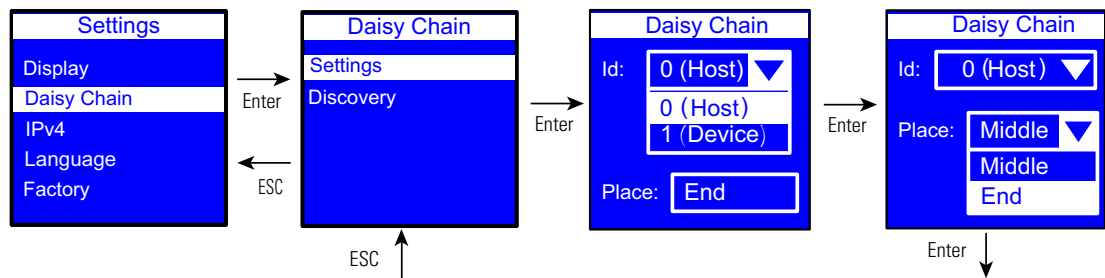 Settings
Display
Daisy Chain
IPv4
Language
Factory
Enter
ESC
Daisy Chain
Settings
Discovery
ESC
Enter
Daisy Chain
Id: 0 (Host)
0 (Host)
1 (Device)
Place: End
Enter
Daisy Chain
Id: 0 (Host)
Place: Middle
Middle
End
Enter